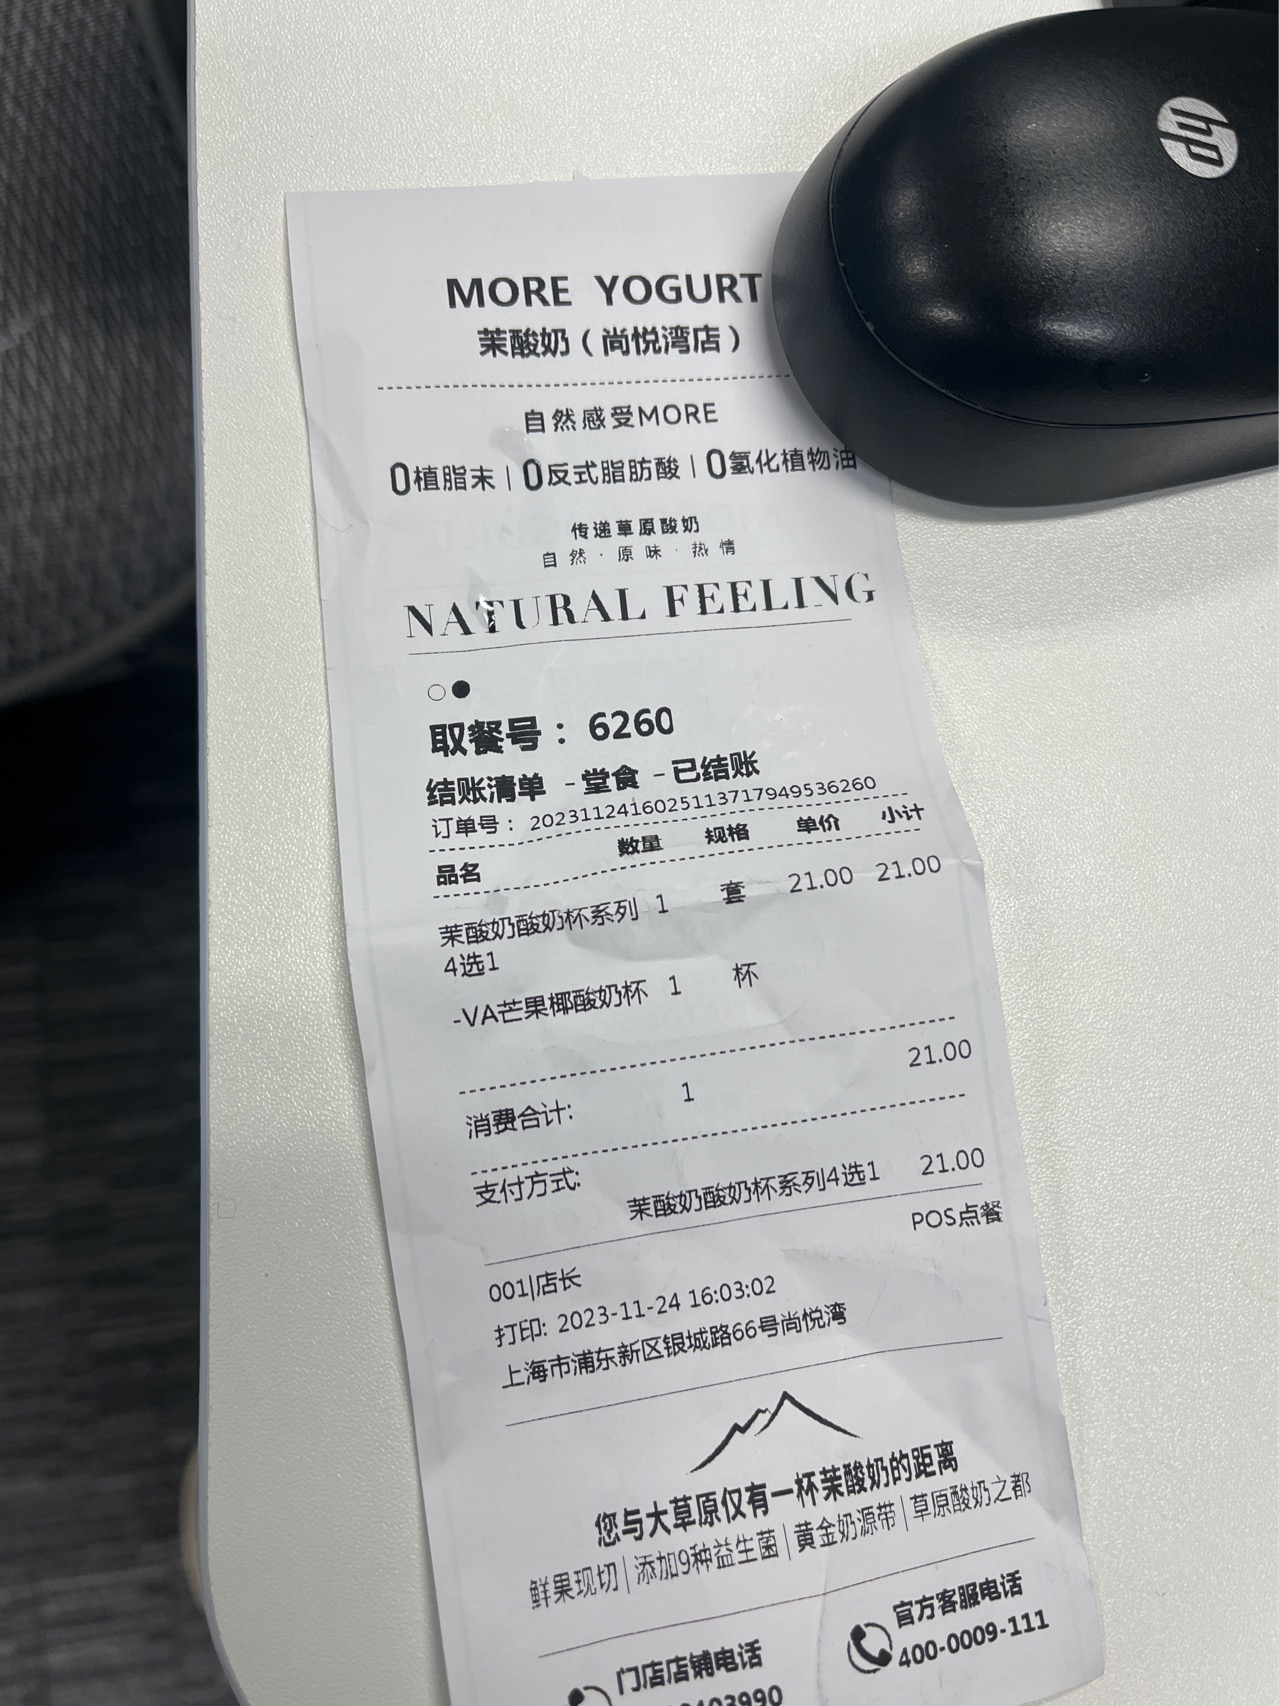 hp
MORE YOGURT
茉酸奶（尚悦湾店）
自然感受MORE
0植脂末 | 0反式脂肪酸 | 0氢化植物油
传递草原酸奶
自然·原味·热情
NATURAL FEELING
取餐号：6260
结账清单 -堂食 -已结账
订单号：2023112416025113717949536260
品名 数量 规格 单价 小计
茉酸奶酸奶杯系列 1 套 21.00 21.00
4选1
-VA芒果椰酸奶杯 1 杯
消费合计: 1 21.00
支付方式:
茉酸奶酸奶杯系列4选1 21.00
POS点餐
001|店长
打印: 2023-11-24 16:03:02
上海市浦东新区银城路66号尚悦湾
您与大草原仅有一杯茉酸奶的距离
鲜果现切 | 添加9种益生菌 | 黄金奶源带 | 草原酸奶之都
门店店铺电话 官方客服电话
400-0009-111